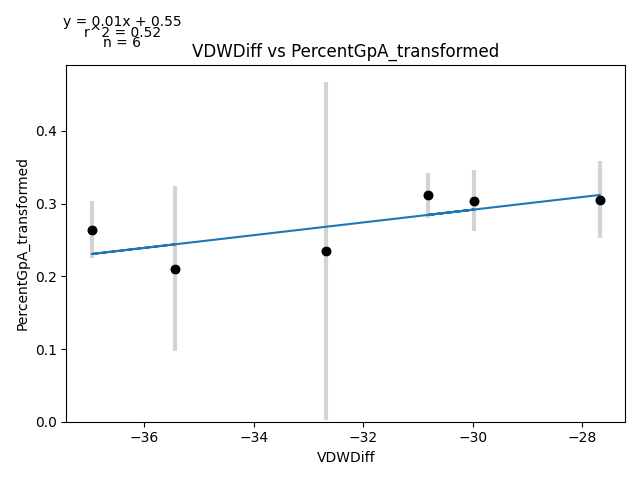 y = 0.01x + 0.55
r^2 = 0.52
n = 6
VDWDiff vs PercentGpA_transformed
PercentGpA_transformed
0.4
0.3
0.2
0.1
0.0
−36
−34
−32
−30
−28
VDWDiff